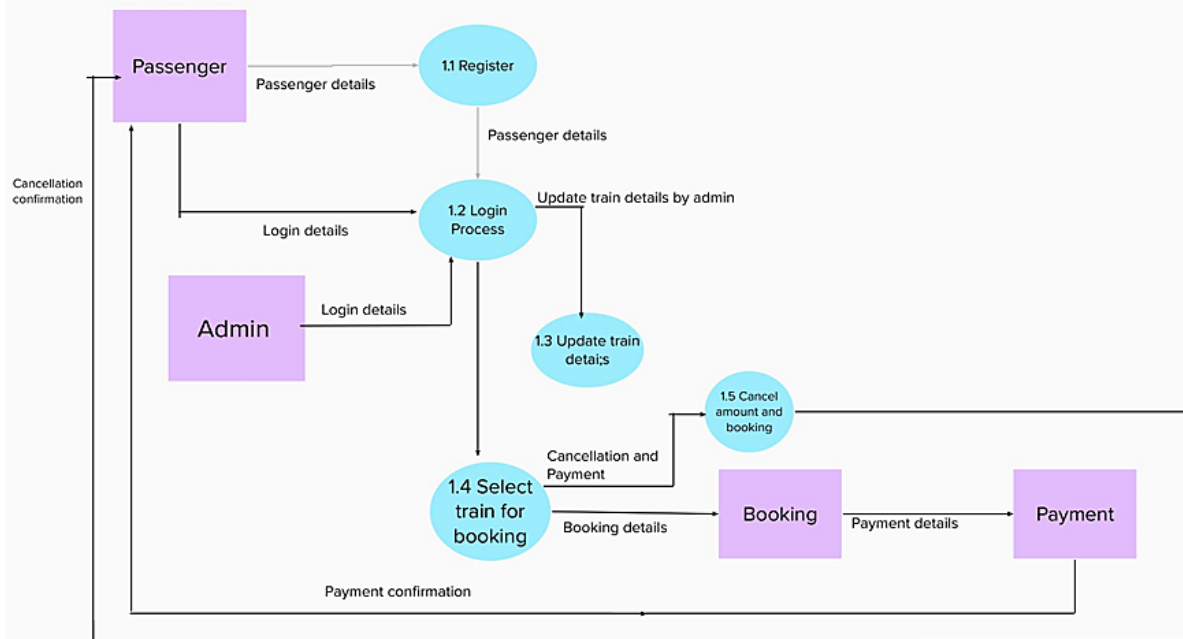 Passenger
Passenger details
1.1 Register
Passenger details
Cancellation
confirmation
Login details
1.2 Login
Process
Update train details by admin
Admin
Login details
1.3 Update train
detai;s
1.5 Cancel
amount and
booking
Cancellation and
Payment
1.4 Select
train for
booking
Booking details
Booking
Payment details
Payment
Payment confirmation